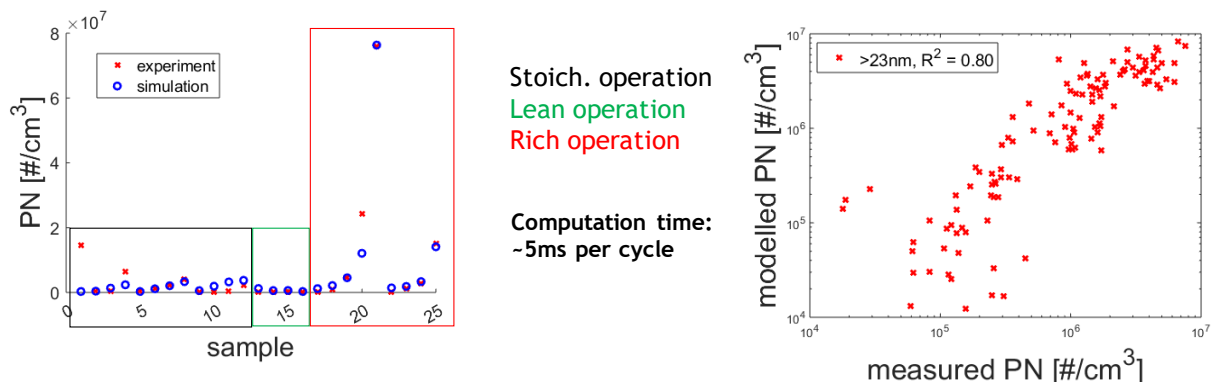 ×10^7
8
6
4
2
0
PN [#/cm^3]
experiment
simulation
0
5
10
15
20
25
sample
Stoich. operation
Lean operation
Rich operation
Computation time:
~5ms per cycle
>23nm, R^2 = 0.80
10^7
10^6
10^5
10^4
modelled PN [#/cm^3]
10^4
10^5
10^6
10^7
measured PN [#/cm^3]